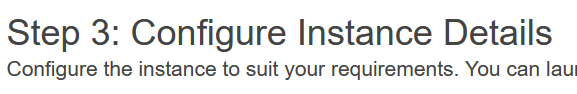 Step 3: Configure Instance Details
Configure the instance to suit your requirements. You can